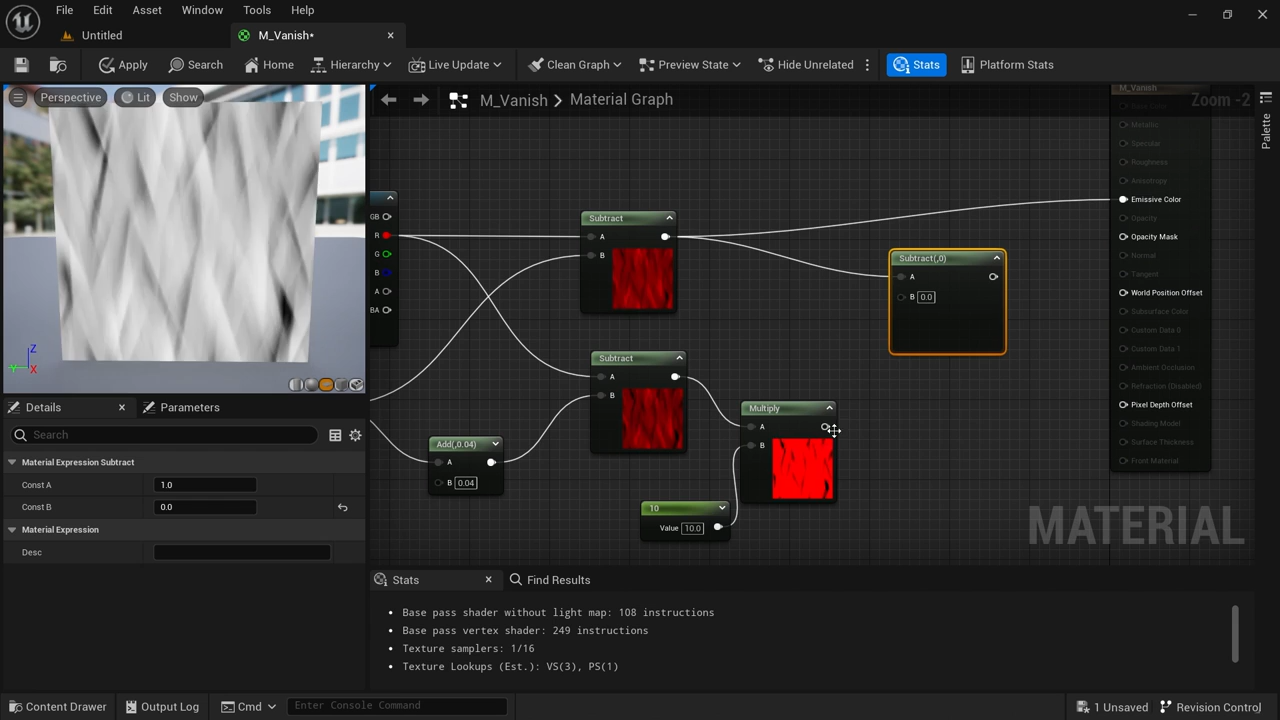 File Edit Asset Window Tools Help
Untitled
M_Vanish*
Apply Search Home Hierarchy Live Update Clean Graph Preview State Hide Unrelated Stats Platform Stats
Perspective Lit Show
M_Vanish > Material Graph
Zoom -2
Palette
M_Vanish
Base Color
Metallic
Specular
Roughness
Anisotropy
Emissive Color
Opacity
Opacity Mask
Normal
Tangent
World Position Offset
Subsurface Color
Custom Data 0
Custom Data 1
Ambient Occlusion
Refraction (Disabled)
Pixel Depth Offset
Shading Model
Surface Thickness
Front Material
GB
R
G
B
A
BA
Subtract
A
B
Subtract(,0)
A
B 0.0
Subtract
A
B
Multiply
A
B
Add(,0.04)
A
B 0.04
10
Value 10.0
MATERIAL
Z
Y
X
Details
Parameters
Search
Material Expression Subtract
Const A 1.0
Const B 0.0
Material Expression
Desc
Stats
Find Results
• Base pass shader without light map: 108 instructions
• Base pass vertex shader: 249 instructions
• Texture samplers: 1/16
• Texture Lookups (Est.): VS(3), PS(1)
Content Drawer Output Log Cmd Enter Console Command 1 Unsaved Revision Control